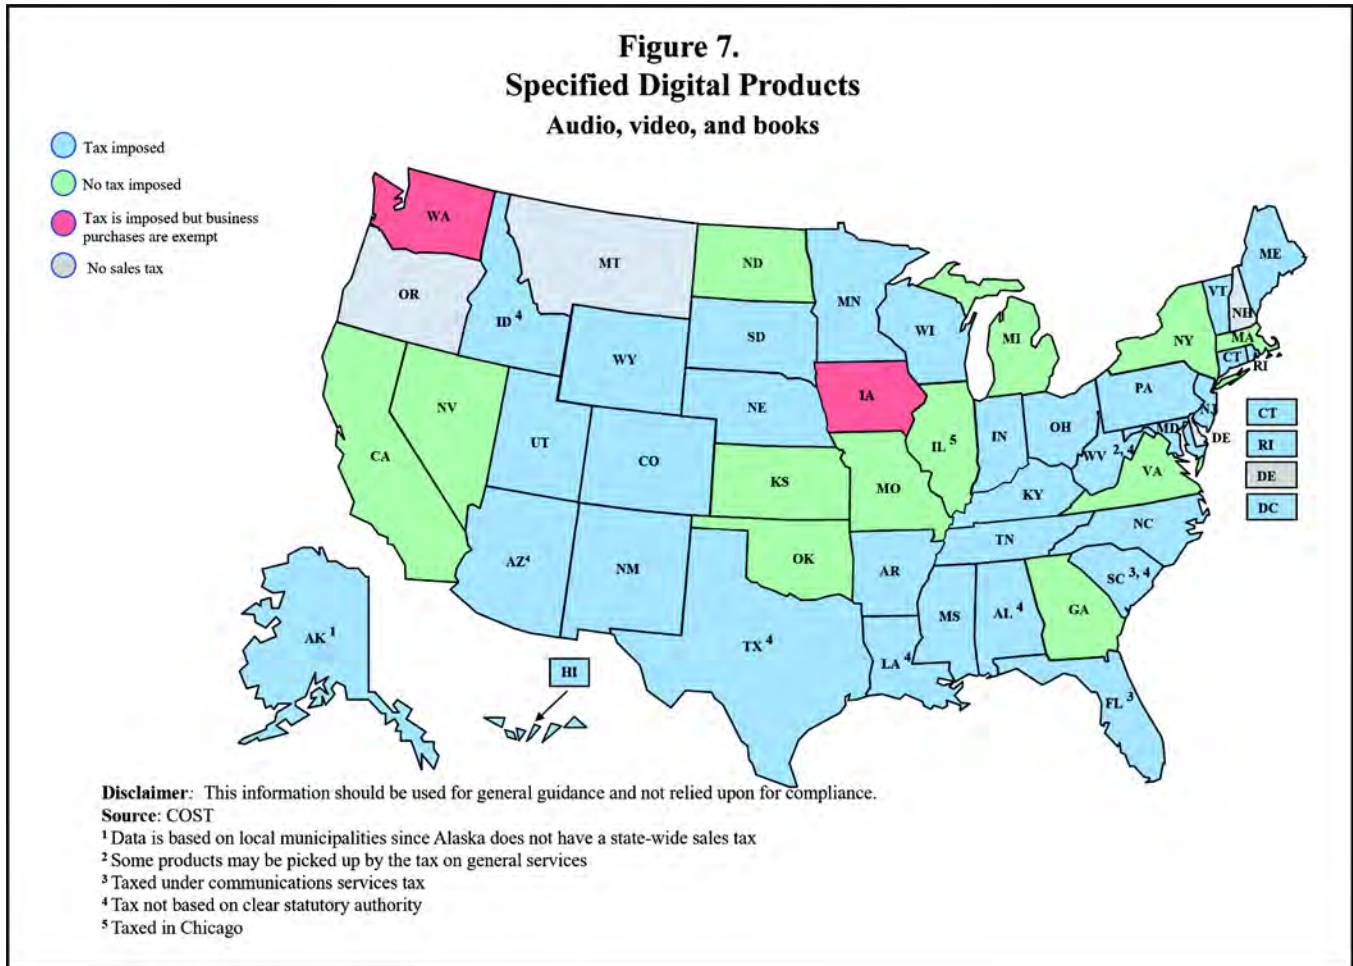 Figure 7.
Specified Digital Products
Audio, video, and books
Tax imposed
No tax imposed
Tax is imposed but business
purchases are exempt
No sales tax
WA
OR
MT
ID 4
ND
MN
WI
MI
SD
WY
NE
IA
NV
CA
UT
CO
KS
MO
IL 5
IN
OH
PA
NY
VT
NH
ME
MA
CT
RI
NJ
MD
DE
WV 2, 4
VA
KY
NC
TN
SC 3, 4
GA
AL 4
MS
AR
LA 4
OK
TX 4
NM
AZ4
FL 3
AK 1
HI
CT
RI
DE
DC
Disclaimer: This information should be used for general guidance and not relied upon for compliance.
Source: COST
1 Data is based on local municipalities since Alaska does not have a state-wide sales tax
2 Some products may be picked up by the tax on general services
3 Taxed under communications services tax
4 Tax not based on clear statutory authority
5 Taxed in Chicago